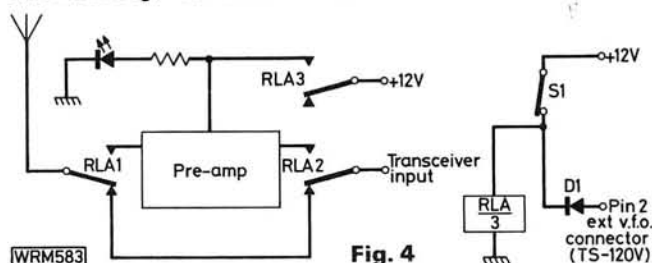 RLA3
+12V
RLA1
Pre-amp
RLA2
Transceiver
input
WRM583
Fig. 4
+12V
S1
D1
RLA
3
Pin 2
ext v.f.o.
connector
(TS-120V)